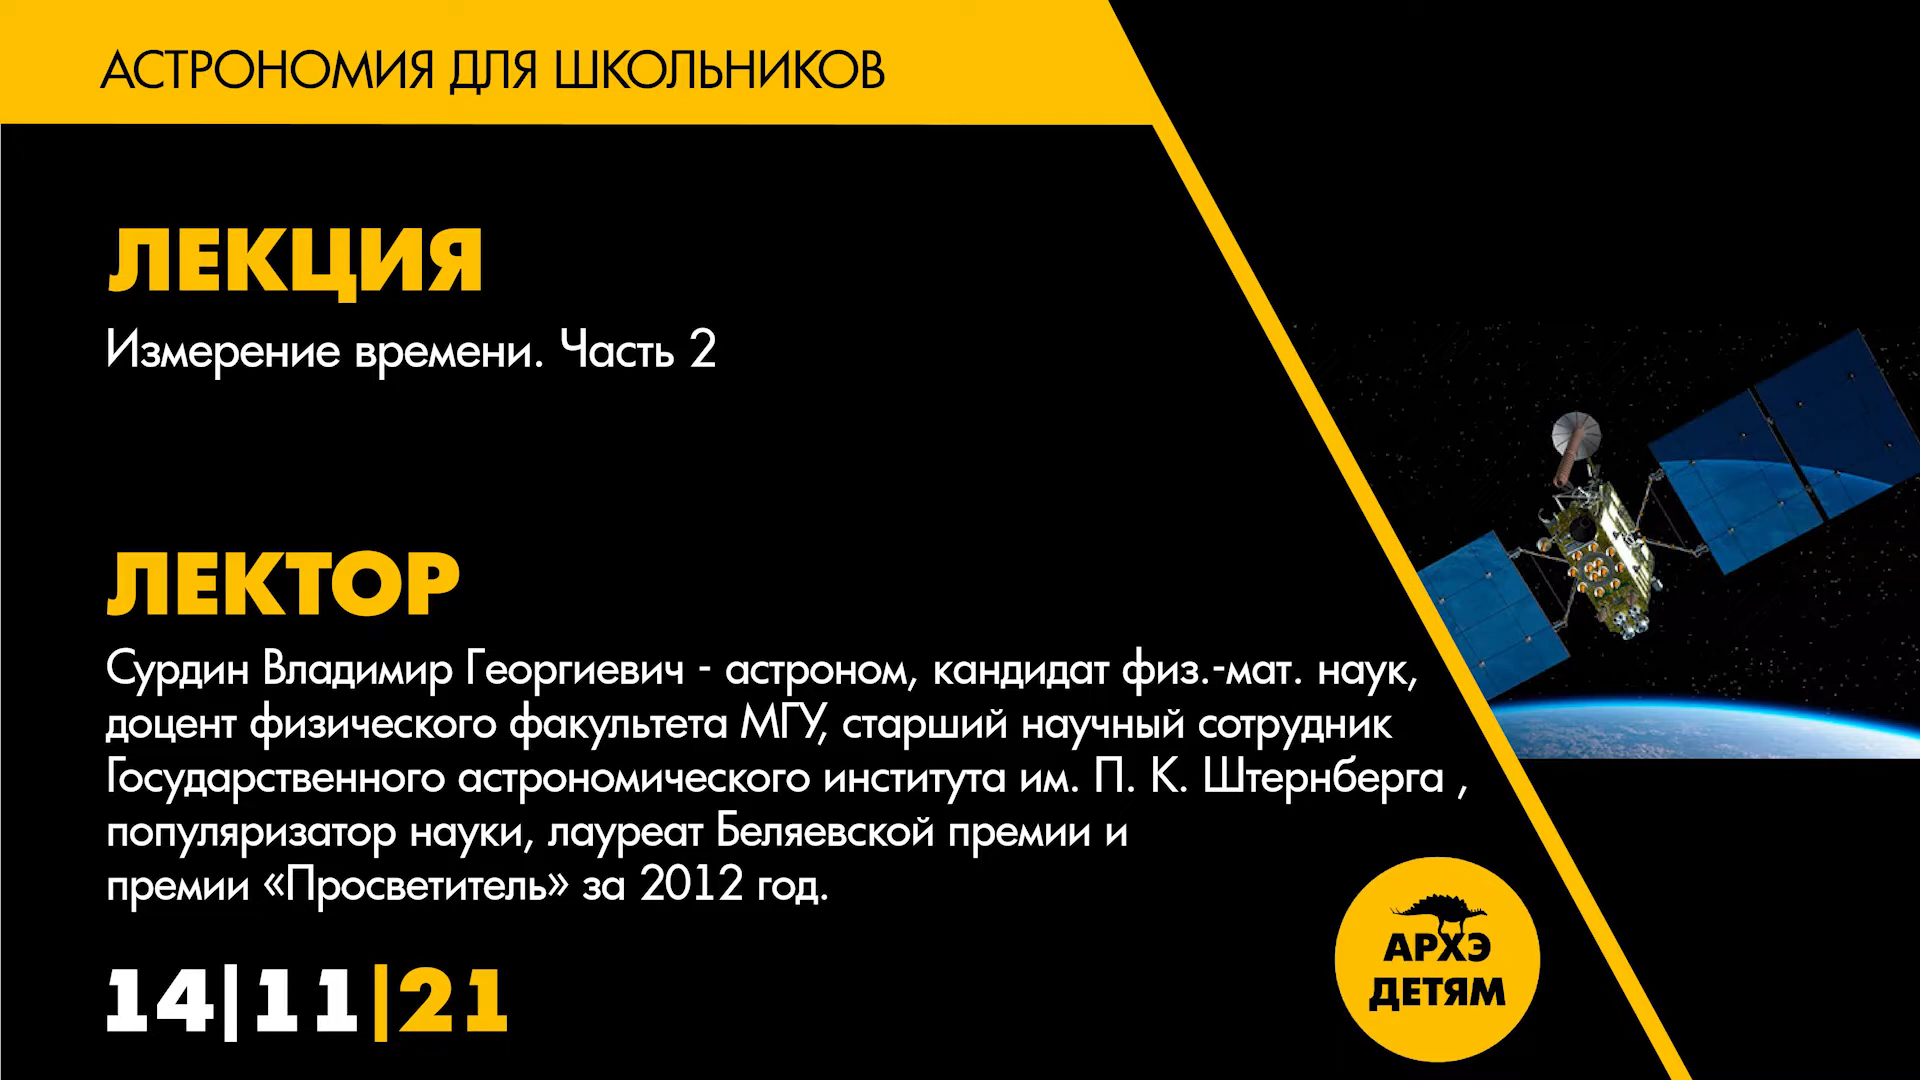 АСТРОНОМИЯ ДЛЯ ШКОЛЬНИКОВ
ЛЕКЦИЯ
Измерение времени. Часть 2
ЛЕКТОР
Сурдин Владимир Георгиевич - астроном, кандидат физ.-мат. наук,
доцент физического факультета МГУ, старший научный сотрудник
Государственного астрономического института им. П. К. Штернберга ,
популяризатор науки, лауреат Беляевской премии и
премии «Просветитель» за 2012 год.
14|11|21
АРХЭ
ДЕТЯМ